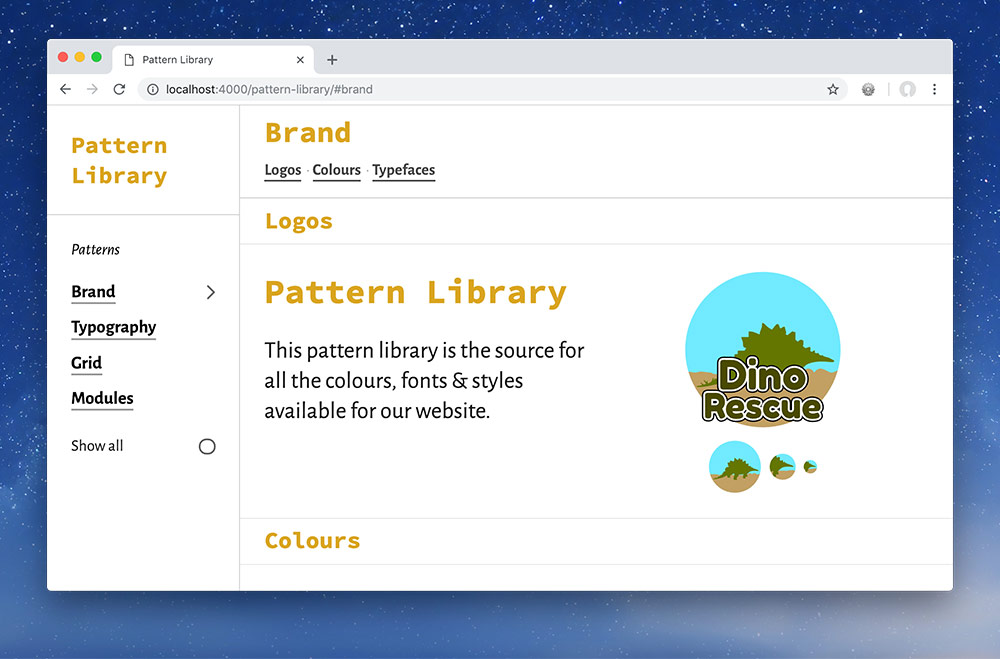 Pattern Library
localhost:4000/pattern-library/#brand
Pattern
Library
Patterns
Brand
Typography
Grid
Modules
Show all
Brand
Logos · Colours · Typefaces
Logos
Pattern Library
This pattern library is the source for
all the colours, fonts & styles
available for our website.
Dino
Rescue
Colours